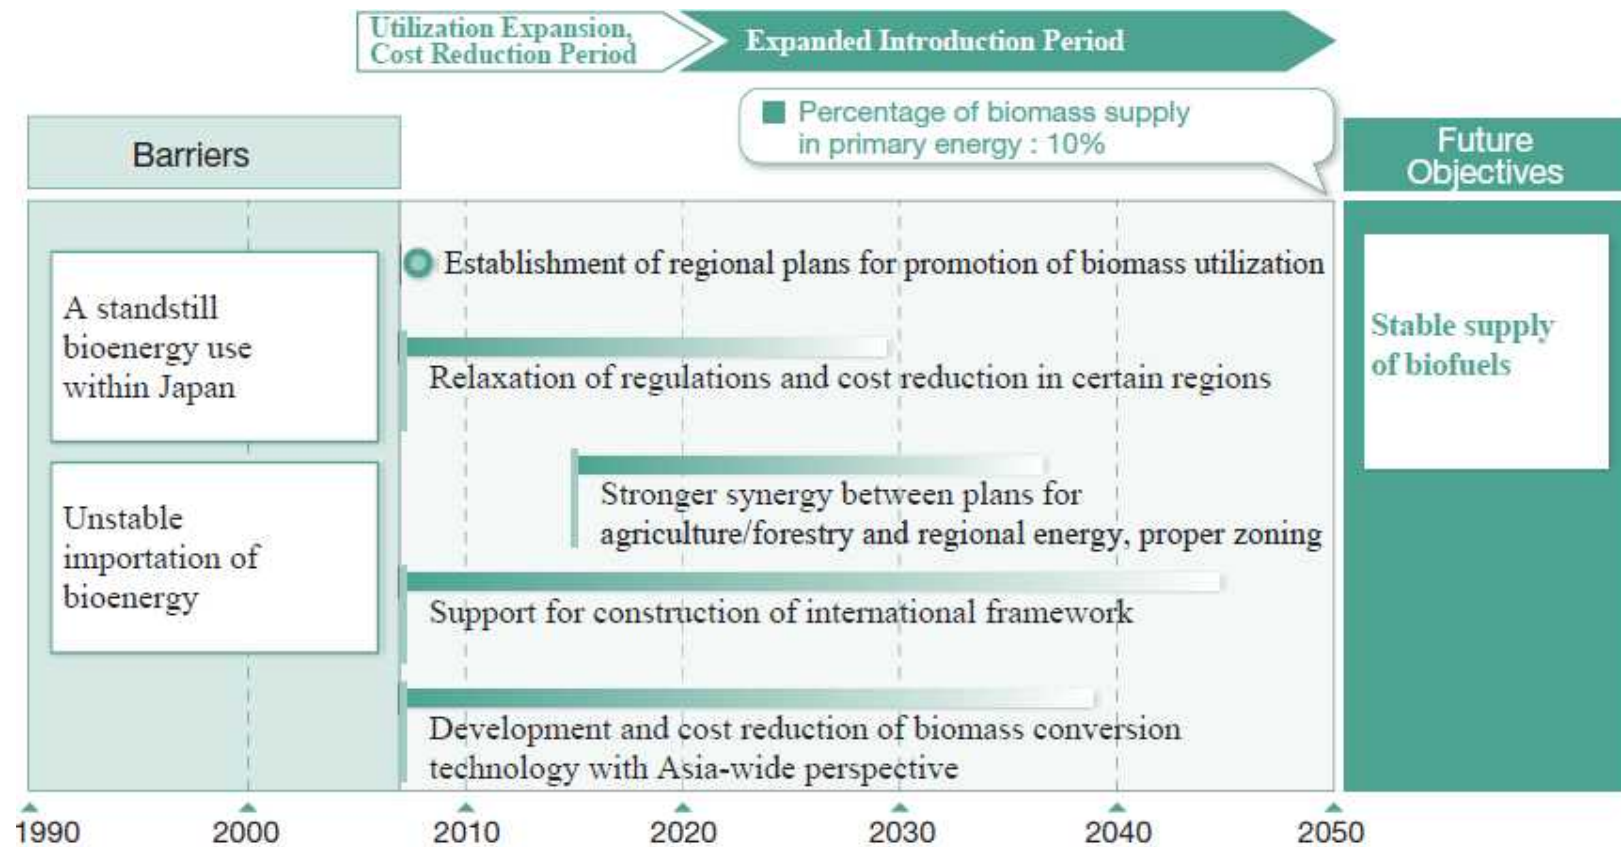 Utilization Expansion,
Cost Reduction Period
Expanded Introduction Period
Percentage of biomass supply
in primary energy : 10%
Barriers
Future
Objectives
A standstill
bioenergy use
within Japan
Unstable
importation of
bioenergy
Establishment of regional plans for promotion of biomass utilization
Relaxation of regulations and cost reduction in certain regions
Stronger synergy between plans for
agriculture/forestry and regional energy, proper zoning
Support for construction of international framework
Development and cost reduction of biomass conversion
technology with Asia-wide perspective
Stable supply
of biofuels
1990 2000 2010 2020 2030 2040 2050